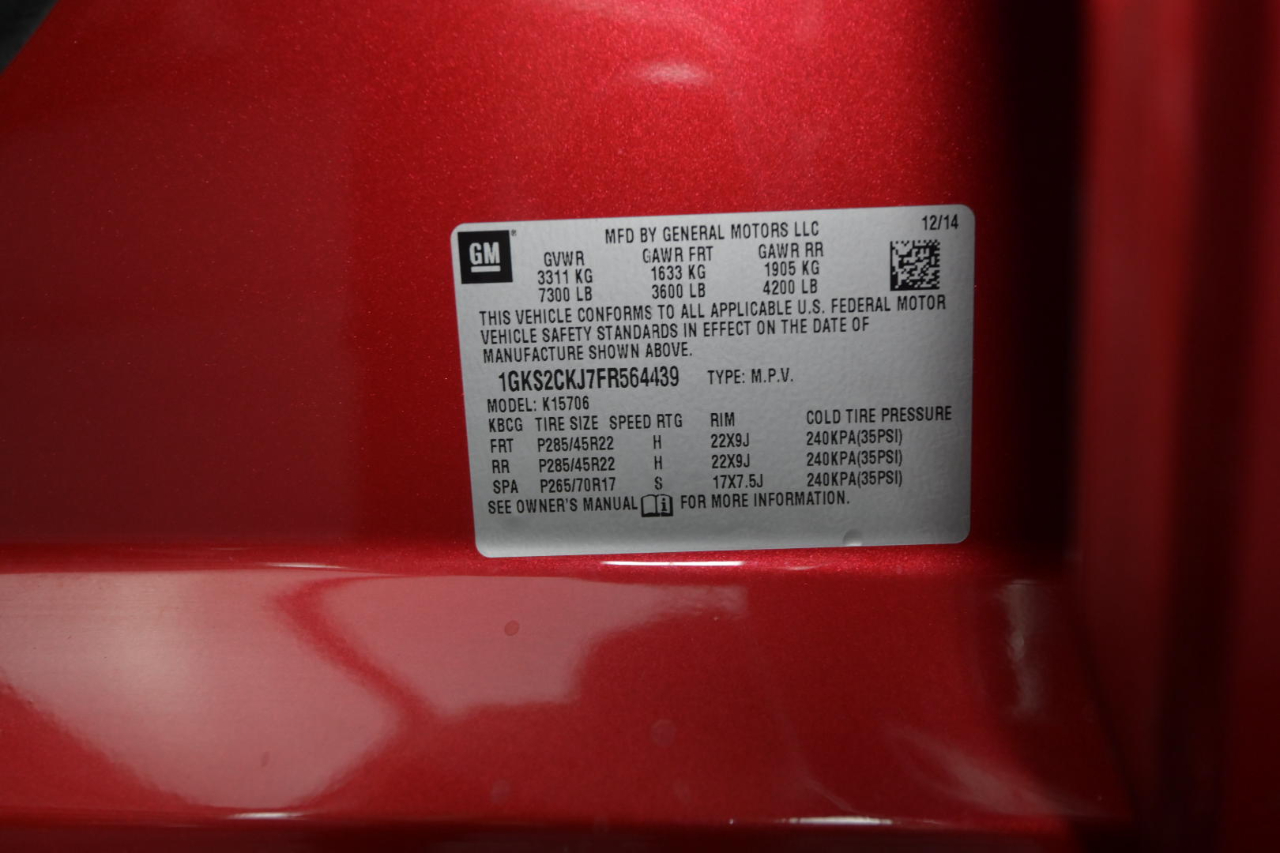 GM®
MFD BY GENERAL MOTORS LLC 12/14
GVWR GAWR FRT GAWR RR
3311 KG 1633 KG 1905 KG
7300 LB 3600 LB 4200 LB
THIS VEHICLE CONFORMS TO ALL APPLICABLE U.S. FEDERAL MOTOR
VEHICLE SAFETY STANDARDS IN EFFECT ON THE DATE OF
MANUFACTURE SHOWN ABOVE.
1GKS2CKJ7FR564439 TYPE: M.P.V.
MODEL: K15706
KBCG TIRE SIZE SPEED RTG RIM COLD TIRE PRESSURE
FRT P285/45R22 H 22X9J 240KPA(35PSI)
RR P285/45R22 H 22X9J 240KPA(35PSI)
SPA P265/70R17 S 17X7.5J 240KPA(35PSI)
SEE OWNER'S MANUAL i FOR MORE INFORMATION.